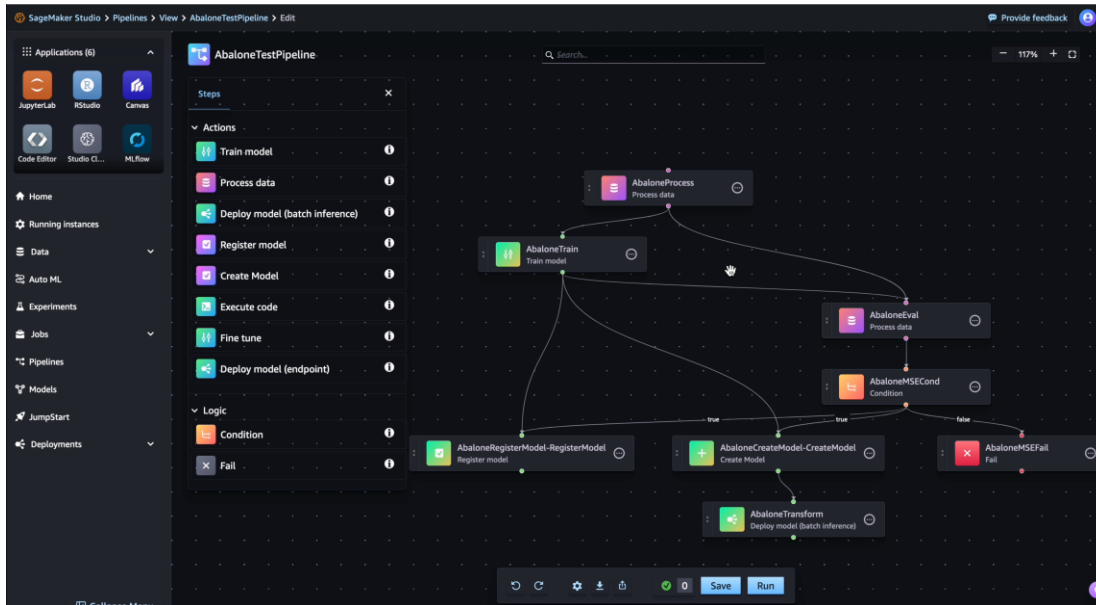 SageMaker Studio > Pipelines > View > AbaloneTestPipeline > Edit
Provide feedback
Applications (6)
JupyterLab
RStudio
Canvas
Code Editor
Studio Cl...
MLflow
Home
Running instances
Data
Auto ML
Experiments
Jobs
Pipelines
Models
JumpStart
Deployments
Collapse Menu
AbaloneTestPipeline
Search...
117%
Steps
Actions
Train model
Process data
Deploy model (batch inference)
Register model
Create Model
Execute code
Fine tune
Deploy model (endpoint)
Logic
Condition
Fail
AbaloneProcess
Process data
AbaloneTrain
Train model
AbaloneEval
Process data
AbaloneMSECond
Condition
true
true
false
AbaloneRegisterModel-RegisterModel
Register model
AbaloneCreateModel-CreateModel
Create Model
AbaloneMSEFail
Fail
AbaloneTransform
Deploy model (batch inference)
0
Save
Run